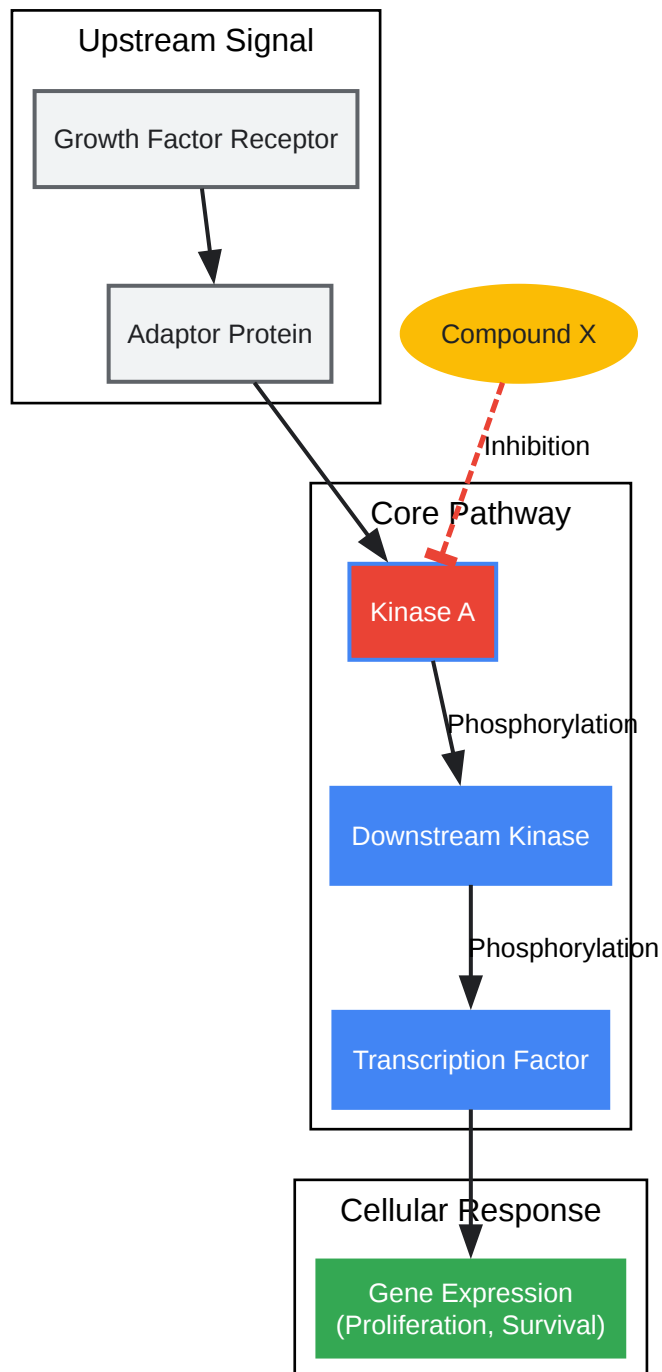 Upstream Signal
Growth Factor Receptor
Adaptor Protein
Compound X
Inhibition
Core Pathway
Kinase A
Phosphorylation
Downstream Kinase
Phosphorylation
Transcription Factor
Cellular Response
Gene Expression
(Proliferation, Survival)